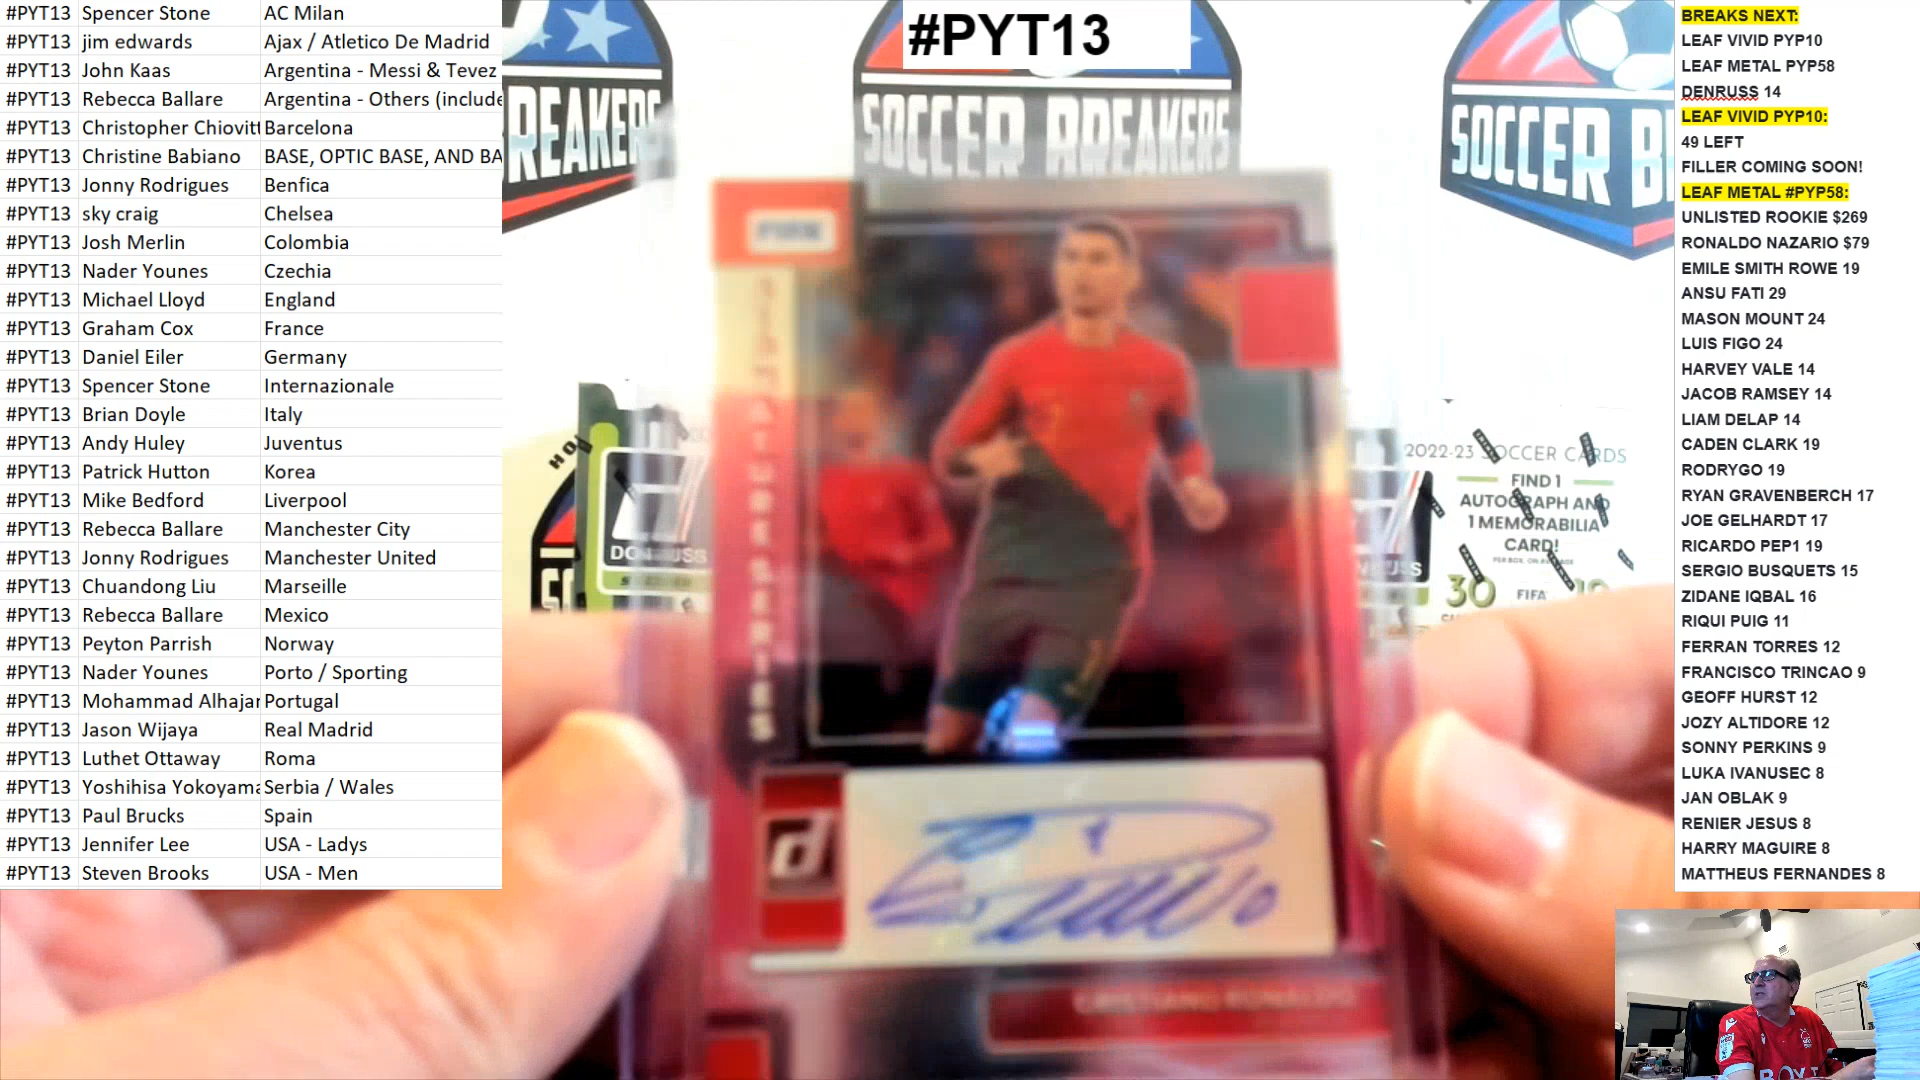 #PYT13 Spencer Stone AC Milan
#PYT13 jim edwards Ajax / Atletico De Madrid
#PYT13 John Kaas Argentina - Messi & Tevez
#PYT13 Rebecca Ballare Argentina - Others (include
#PYT13 Christopher Chiovitt Barcelona
#PYT13 Christine Babiano BASE, OPTIC BASE, AND BA
#PYT13 Jonny Rodrigues Benfica
#PYT13 sky craig Chelsea
#PYT13 Josh Merlin Colombia
#PYT13 Nader Younes Czechia
#PYT13 Michael Lloyd England
#PYT13 Graham Cox France
#PYT13 Daniel Eiler Germany
#PYT13 Spencer Stone Internazionale
#PYT13 Brian Doyle Italy
#PYT13 Andy Huley Juventus
#PYT13 Patrick Hutton Korea
#PYT13 Mike Bedford Liverpool
#PYT13 Rebecca Ballare Manchester City
#PYT13 Jonny Rodrigues Manchester United
#PYT13 Chuandong Liu Marseille
#PYT13 Rebecca Ballare Mexico
#PYT13 Peyton Parrish Norway
#PYT13 Nader Younes Porto / Sporting
#PYT13 Mohammad Alhajar Portugal
#PYT13 Jason Wijaya Real Madrid
#PYT13 Luthet Ottaway Roma
#PYT13 Yoshihisa Yokoyama Serbia / Wales
#PYT13 Paul Brucks Spain
#PYT13 Jennifer Lee USA - Ladys
#PYT13 Steven Brooks USA - Men
#PYT13
BREAKERS
SOCCER BREAKERS
SOCCER B
SIGNATURE SERIES
d
CRISTIANO RONALDO
2022-23 SOCCER CARDS
FIND 1
AUTOGRAPH AND
1 MEMORABILIA
CARD!
30
FIFA
BREAKS NEXT:
LEAF VIVID PYP10
LEAF METAL PYP58
DENRUSS 14
LEAF VIVID PYP10:
49 LEFT
FILLER COMING SOON!
LEAF METAL #PYP58:
UNLISTED ROOKIE $269
RONALDO NAZARIO $79
EMILE SMITH ROWE 19
ANSU FATI 29
MASON MOUNT 24
LUIS FIGO 24
HARVEY VALE 14
JACOB RAMSEY 14
LIAM DELAP 14
CADEN CLARK 19
RODRYGO 19
RYAN GRAVENBERCH 17
JOE GELHARDT 17
RICARDO PEP1 19
SERGIO BUSQUETS 15
ZIDANE IQBAL 16
RIQUI PUIG 11
FERRAN TORRES 12
FRANCISCO TRINCAO 9
GEOFF HURST 12
JOZY ALTIDORE 12
SONNY PERKINS 9
LUKA IVANUSEC 8
JAN OBLAK 9
RENIER JESUS 8
HARRY MAGUIRE 8
MATTHEUS FERNANDES 8